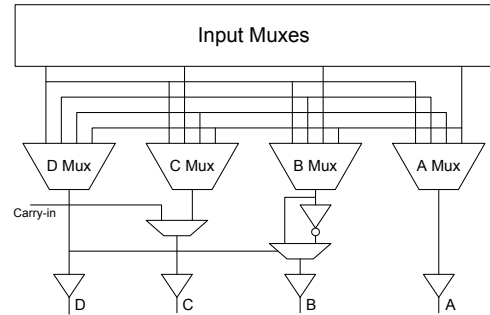 Input Muxes
D Mux C Mux B Mux A Mux
Carry-in
D C B A